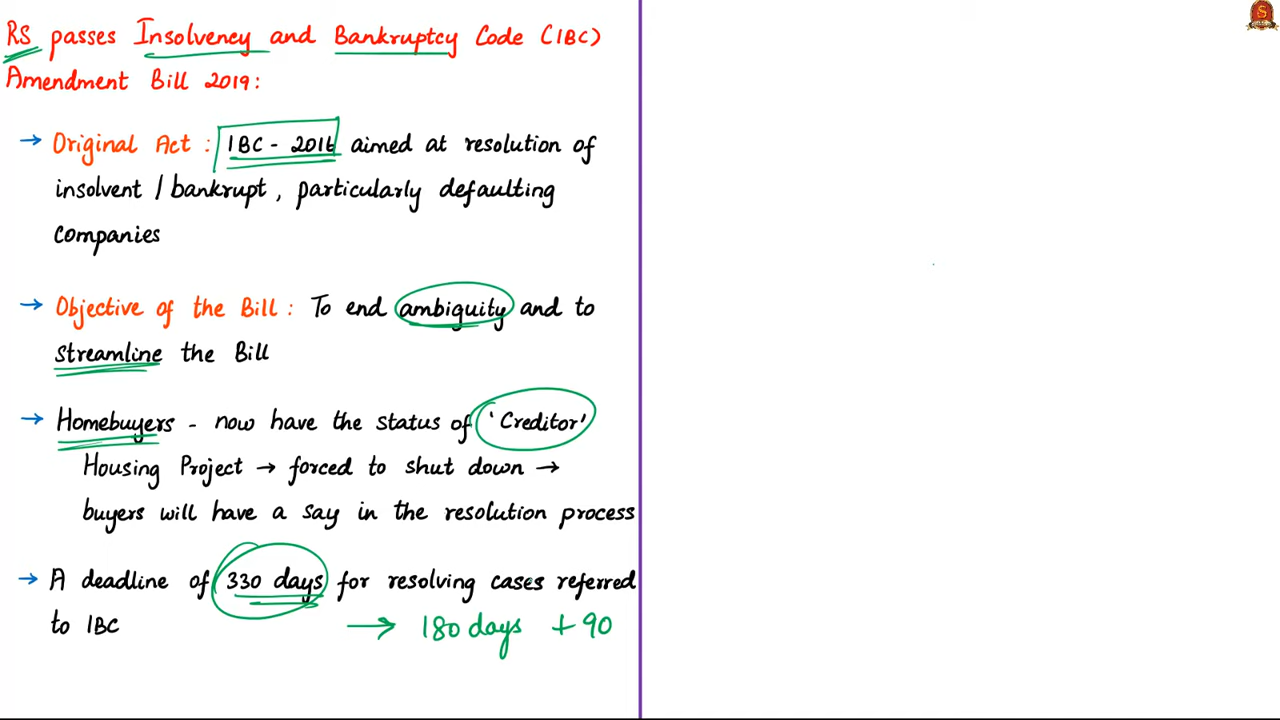 RS passes Insolvency and Bankruptcy Code (IBC)
Amendment Bill 2019:
→ Original Act : IBC - 2016 aimed at resolution of
insolvent / bankrupt, particularly defaulting
companies
→ Objective of the Bill : To end ambiguity and to
streamline the Bill
→ Homebuyers - now have the status of 'Creditor'
Housing Project → forced to shut down →
buyers will have a say in the resolution process
→ A deadline of 330 days for resolving cases referred
to IBC → 180 days + 90